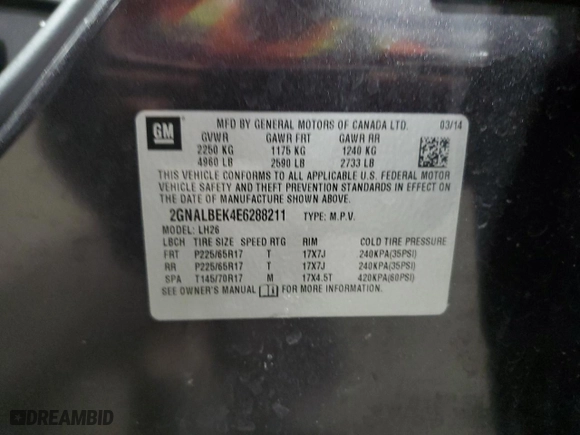 GM
MFD BY GENERAL MOTORS OF CANADA LTD. 03/14
GVWR GAWR FRT GAWR RR
2250 KG 1175 KG 1240 KG
4960 LB 2590 LB 2733 LB
THIS VEHICLE CONFORMS TO ALL APPLICABLE U.S. FEDERAL MOTOR
VEHICLE SAFETY AND THEFT PREVENTION STANDARDS IN EFFECT ON
THE DATE OF MANUFACTURE SHOWN ABOVE.
2GNALBEK4E6288211 TYPE: M.P.V.
MODEL: LH26
LBCH TIRE SIZE SPEED RTG RIM COLD TIRE PRESSURE
FRT P225/65R17 T 17X7J 240KPA(35PSI)
RR P225/65R17 T 17X7J 240KPA(35PSI)
SPA T145/70R17 M 17X4.5T 420KPA(60PSI)
SEE OWNER'S MANUAL FOR MORE INFORMATION.
DREAMBID